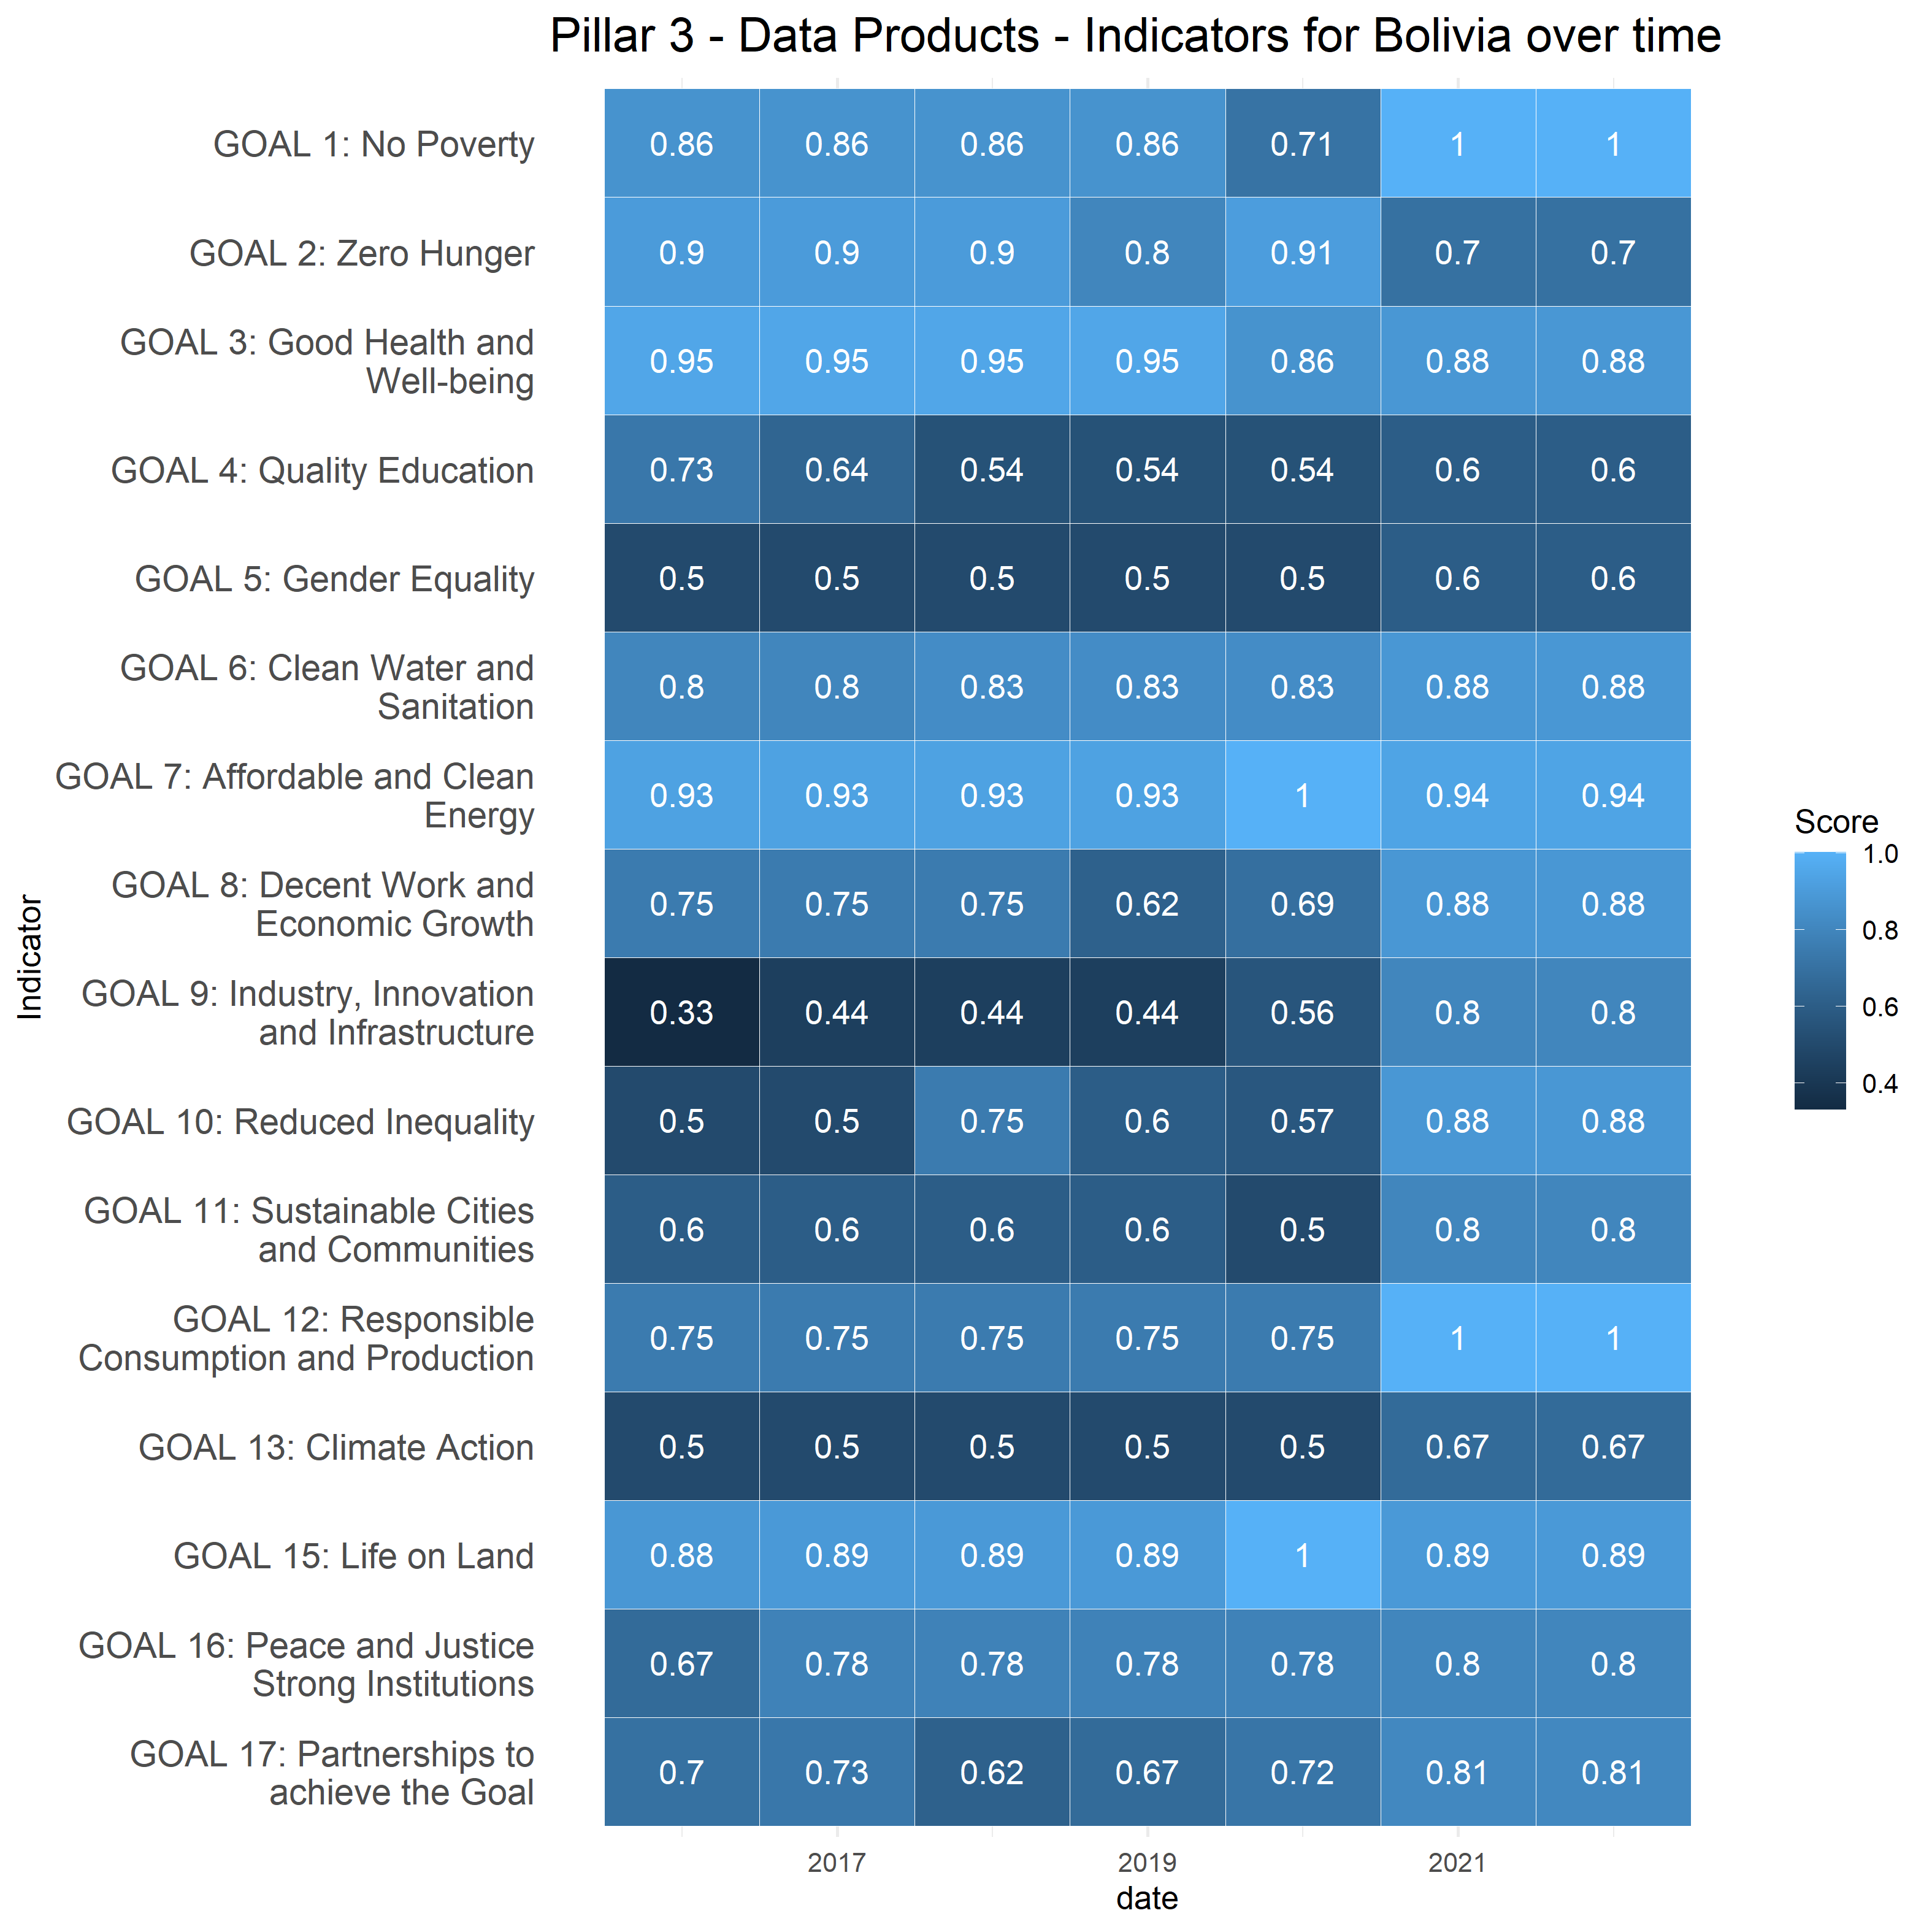 Pillar 3 - Data Products - Indicators for Bolivia over time
GOAL 1: No Poverty 0.86 0.86 0.86 0.86 0.71 1 1
GOAL 2: Zero Hunger 0.9 0.9 0.9 0.8 0.91 0.7 0.7
GOAL 3: Good Health and
Well-being
0.95 0.95 0.95 0.95 0.86 0.88 0.88
GOAL 4: Quality Education 0.73 0.64 0.54 0.54 0.54 0.6 0.6
GOAL 5: Gender Equality 0.5 0.5 0.5 0.5 0.5 0.6 0.6
GOAL 6: Clean Water and
Sanitation
0.8 0.8 0.83 0.83 0.83 0.88 0.88
GOAL 7: Affordable and Clean
Energy
0.93 0.93 0.93 0.93 1 0.94 0.94
GOAL 8: Decent Work and
Economic Growth
0.75 0.75 0.75 0.62 0.69 0.88 0.88
GOAL 9: Industry, Innovation
and Infrastructure
0.33 0.44 0.44 0.44 0.56 0.8 0.8
GOAL 10: Reduced Inequality 0.5 0.5 0.75 0.6 0.57 0.88 0.88
GOAL 11: Sustainable Cities
and Communities
0.6 0.6 0.6 0.6 0.5 0.8 0.8
GOAL 12: Responsible
Consumption and Production
0.75 0.75 0.75 0.75 0.75 1 1
GOAL 13: Climate Action 0.5 0.5 0.5 0.5 0.5 0.67 0.67
GOAL 15: Life on Land 0.88 0.89 0.89 0.89 1 0.89 0.89
GOAL 16: Peace and Justice
Strong Institutions
0.67 0.78 0.78 0.78 0.78 0.8 0.8
GOAL 17: Partnerships to
achieve the Goal
0.7 0.73 0.62 0.67 0.72 0.81 0.81
2017 2019 2021
date
Indicator
Score
1.0
0.8
0.6
0.4